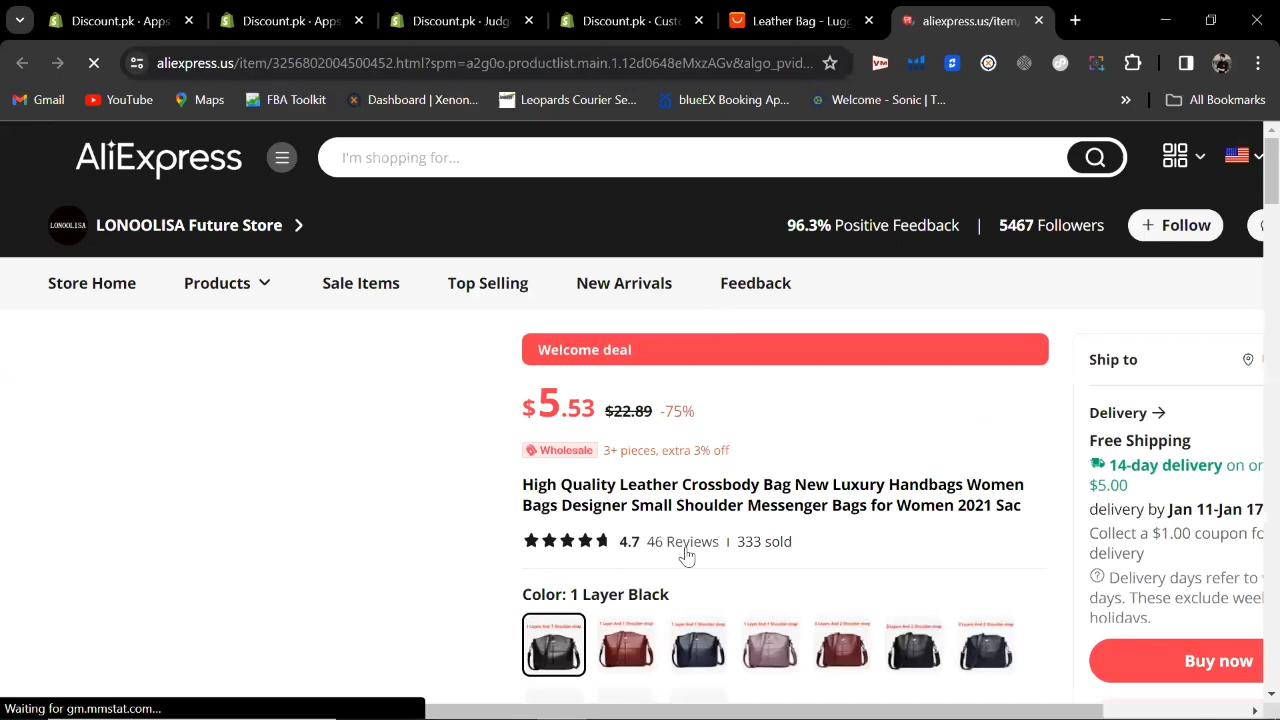 Discount.pk · Apps
Discount.pk · Apps
Discount.pk · Judg
Discount.pk · Cust
Leather Bag - Lugg
aliexpress.us/item,
aliexpress.us/item/3256802004500452.html?spm=a2g0o.productlist.main.1.12d0648eMxzAGv&algo_pvid...
Gmail
YouTube
Maps
FBA Toolkit
Dashboard | Xenon...
Leopards Courier Se...
blueEX Booking Ap...
Welcome - Sonic | T...
»
All Bookmarks
AliExpress
I'm shopping for...
LONOOLISA
LONOOLISA Future Store
96.3% Positive Feedback | 5467 Followers
+ Follow
Store Home
Products
Sale Items
Top Selling
New Arrivals
Feedback
Welcome deal
$5.53 $22.89 -75%
Wholesale 3+ pieces, extra 3% off
High Quality Leather Crossbody Bag New Luxury Handbags Women
Bags Designer Small Shoulder Messenger Bags for Women 2021 Sac
4.7 46 Reviews | 333 sold
Color: 1 Layer Black
Ship to
Delivery
Free Shipping
14-day delivery on or
$5.00
delivery by Jan 11-Jan 17
Collect a $1.00 coupon fo
delivery
Delivery days refer to
days. These exclude wee
holidays.
Buy now
Waiting for gm.mmstat.com...